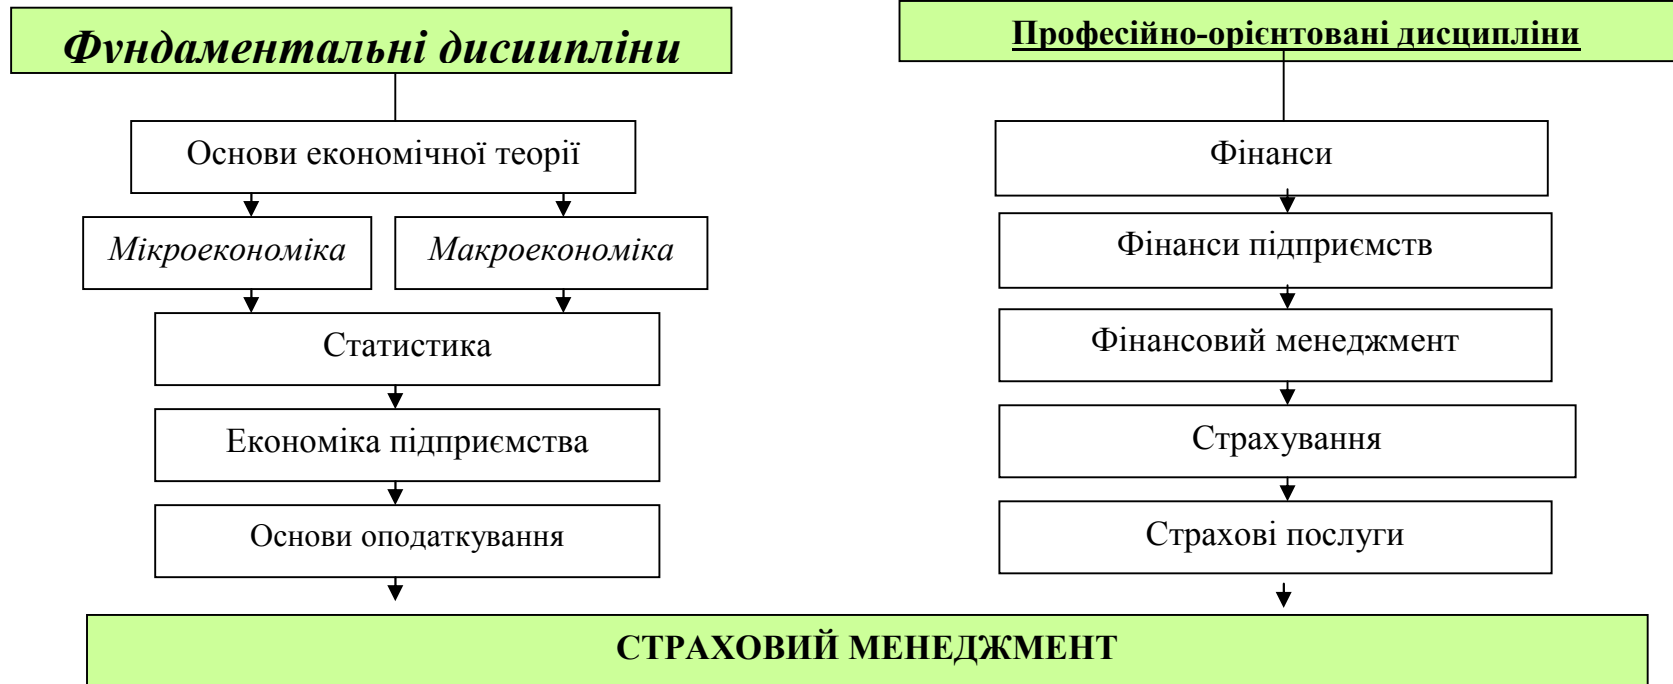 Фундаментальні дисципліни
Професійно-орієнтовані дисципліни
Основи економічної теорії
Фінанси
Мікроекономіка
Макроекономіка
Фінанси підприємств
Статистика
Фінансовий менеджмент
Економіка підприємства
Страхування
Основи оподаткування
Страхові послуги
СТРАХОВИЙ МЕНЕДЖМЕНТ